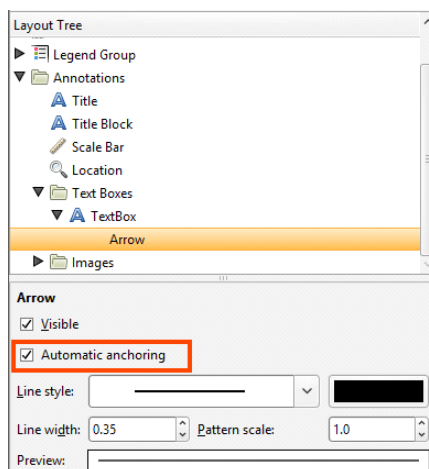 Layout Tree
Legend Group
Annotations
Title
Title Block
Scale Bar
Location
Text Boxes
TextBox
Arrow
Images
Arrow
Visible
Automatic anchoring
Line style:
Line width: 0.35 Pattern scale: 1.0
Preview: